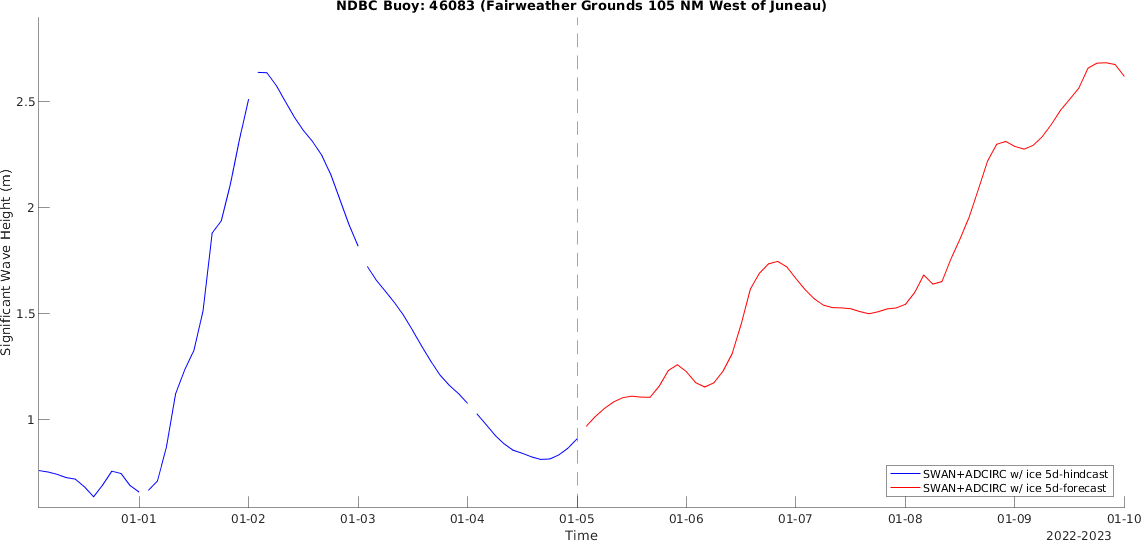 NDBC Buoy: 46083 (Fairweather Grounds 105 NM West of Juneau)
2.5
2
1.5
1
Significant Wave Height (m)
SWAN+ADCIRC w/ ice 5d-hindcast
SWAN+ADCIRC w/ ice 5d-forecast
01-01 01-02 01-03 01-04 01-05 01-06 01-07 01-08 01-09 01-10
Time
2022-2023